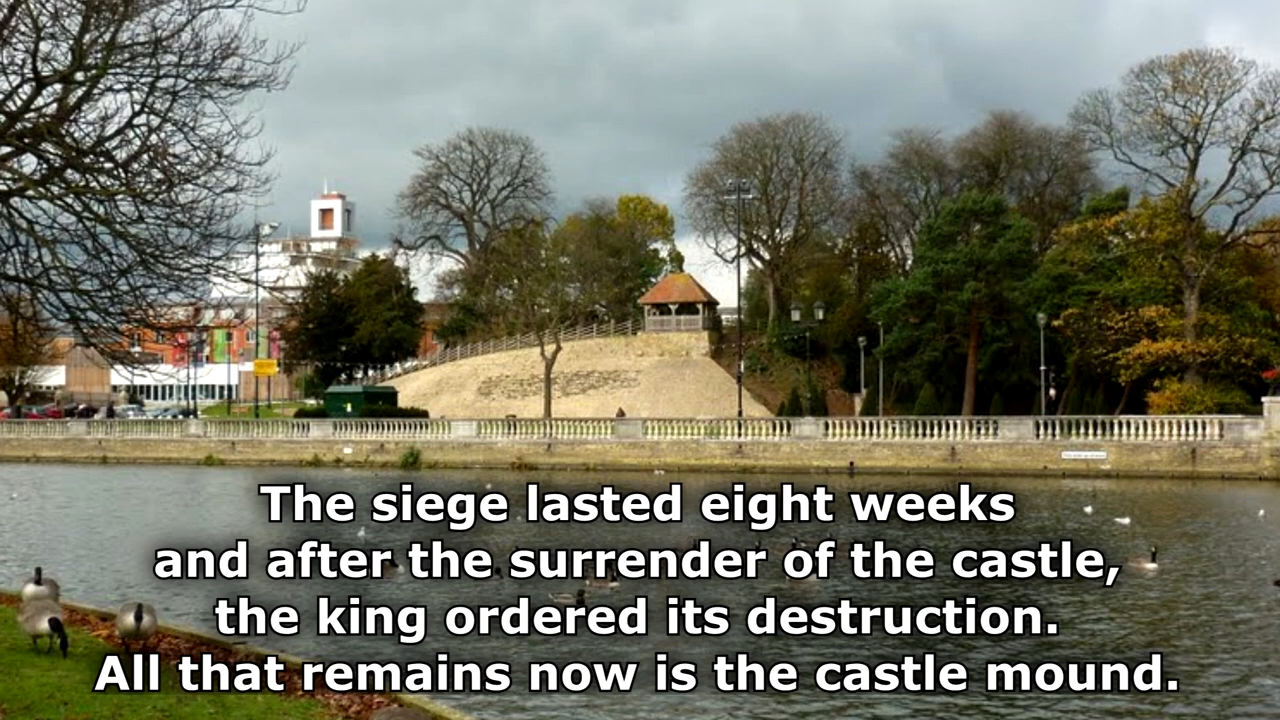 The siege lasted eight weeks
and after the surrender of the castle,
the king ordered its destruction.
All that remains now is the castle mound.